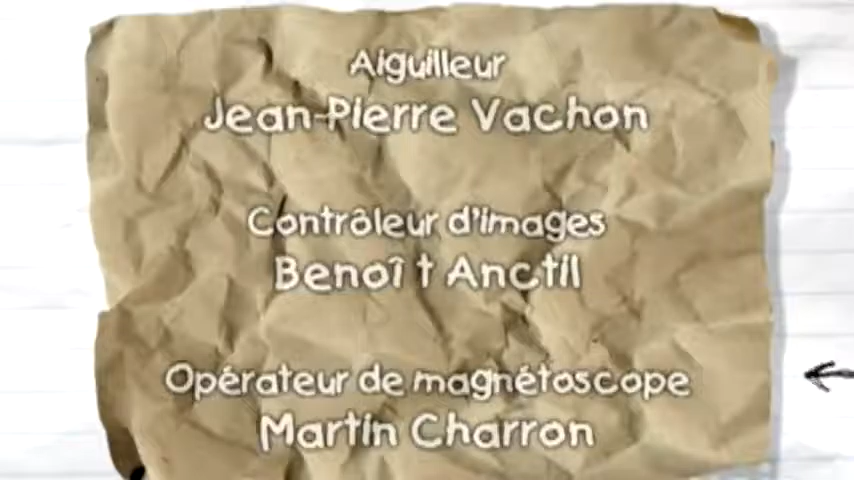 Aiguilleur
Jean-Pierre Vachon
Contrôleur d'images
Benoî t Anctil
Opérateur de magnétoscope
Martin Charron